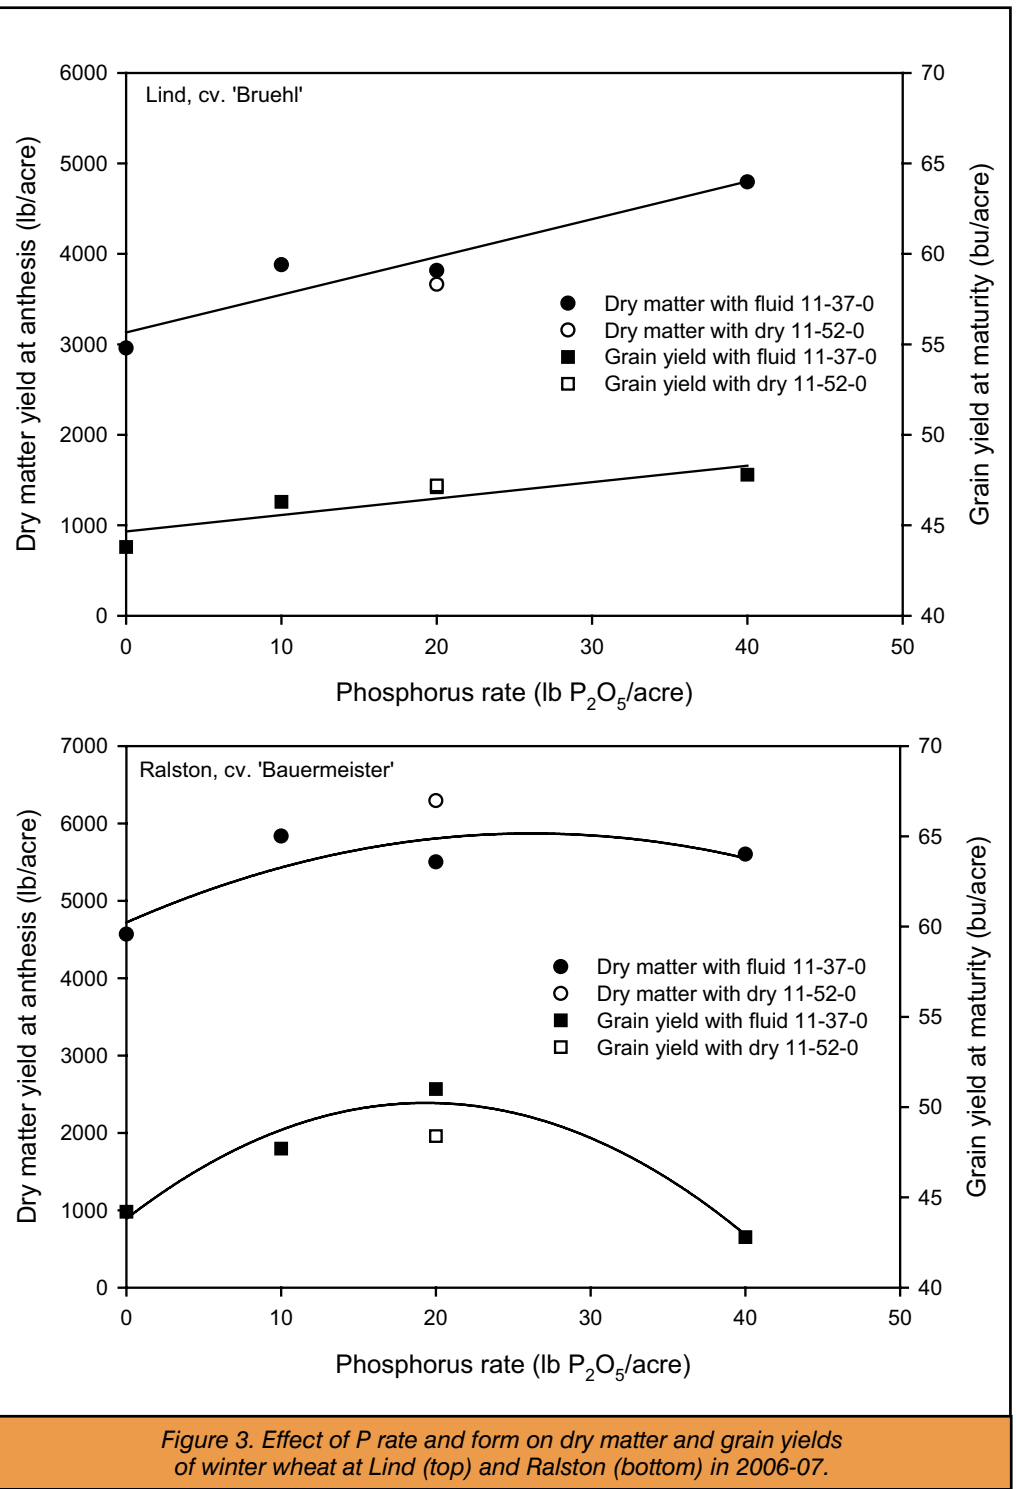 Lind, cv. 'Bruehl'
6000
5000
4000
3000
2000
1000
0
Dry matter yield at anthesis (lb/acre)
70
65
60
55
50
45
40
Grain yield at maturity (bu/acre)
Dry matter with fluid 11-37-0
Dry matter with dry 11-52-0
Grain yield with fluid 11-37-0
Grain yield with dry 11-52-0
0 10 20 30 40 50
Phosphorus rate (lb P₂O₅/acre)
Ralston, cv. 'Bauermeister'
7000
6000
5000
4000
3000
2000
1000
0
Dry matter yield at anthesis (lb/acre)
70
65
60
55
50
45
40
Grain yield at maturity (bu/acre)
Dry matter with fluid 11-37-0
Dry matter with dry 11-52-0
Grain yield with fluid 11-37-0
Grain yield with dry 11-52-0
0 10 20 30 40 50
Phosphorus rate (lb P₂O₅/acre)
Figure 3. Effect of P rate and form on dry matter and grain yields
of winter wheat at Lind (top) and Ralston (bottom) in 2006-07.